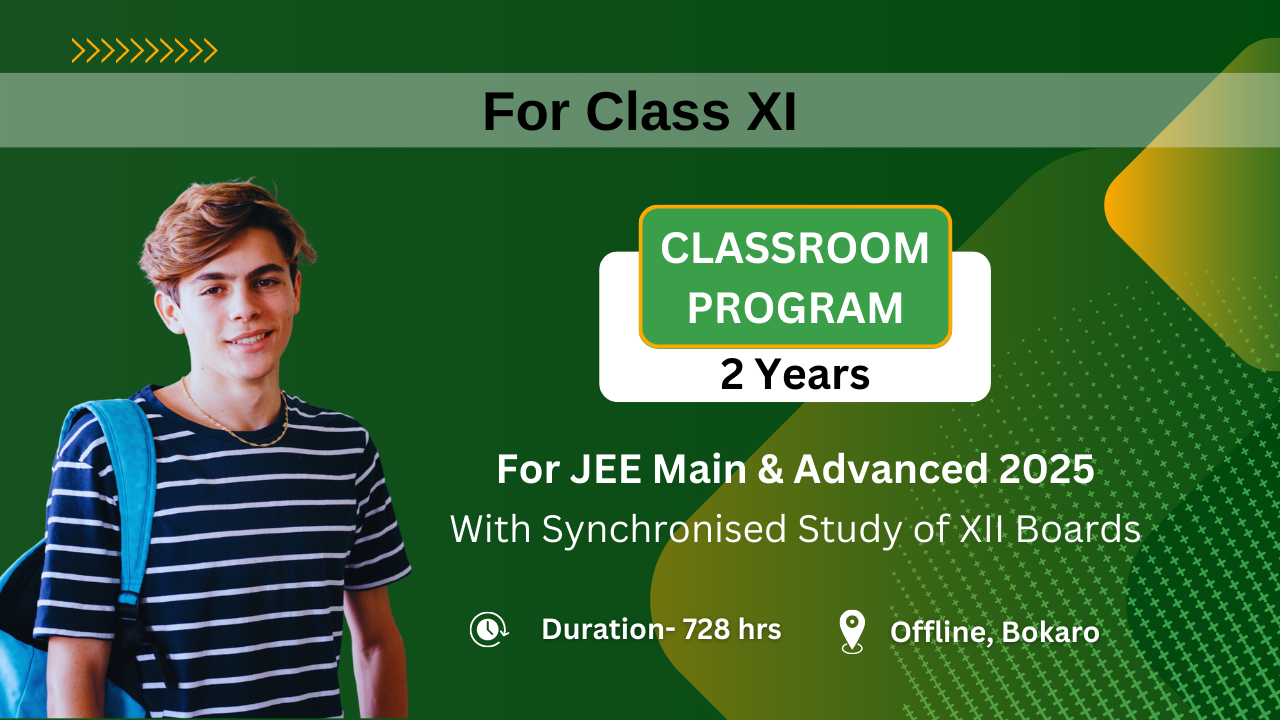 For Class XI
CLASSROOM
PROGRAM
2 Years
For JEE Main & Advanced 2025
With Synchronised Study of XII Boards
Duration- 728 hrs
Offline, Bokaro